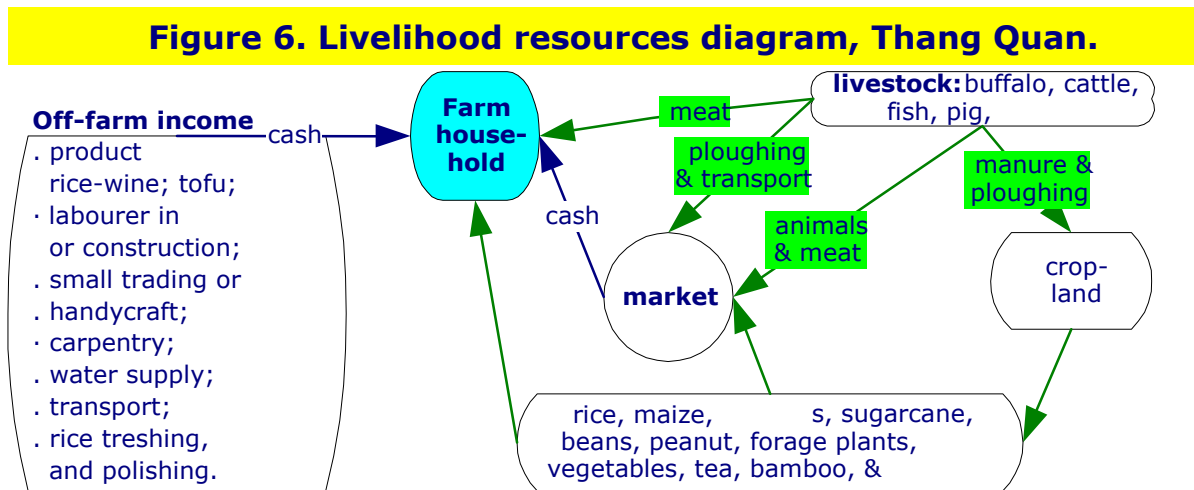 Figure 6. Livelihood resources diagram, Thang Quan.
Off-farm income
. product
rice-wine; tofu;
· labourer in
or construction;
. small trading or
. handycraft;
· carpentry;
. water supply;
. transport;
. rice treshing,
and polishing.
cash
Farm
house-
hold
cash
meat
livestock: buffalo, cattle,
fish, pig,
ploughing
& transport
animals
& meat
manure &
ploughing
market
crop-
land
rice, maize, s, sugarcane,
beans, peanut, forage plants,
vegetables, tea, bamboo, &